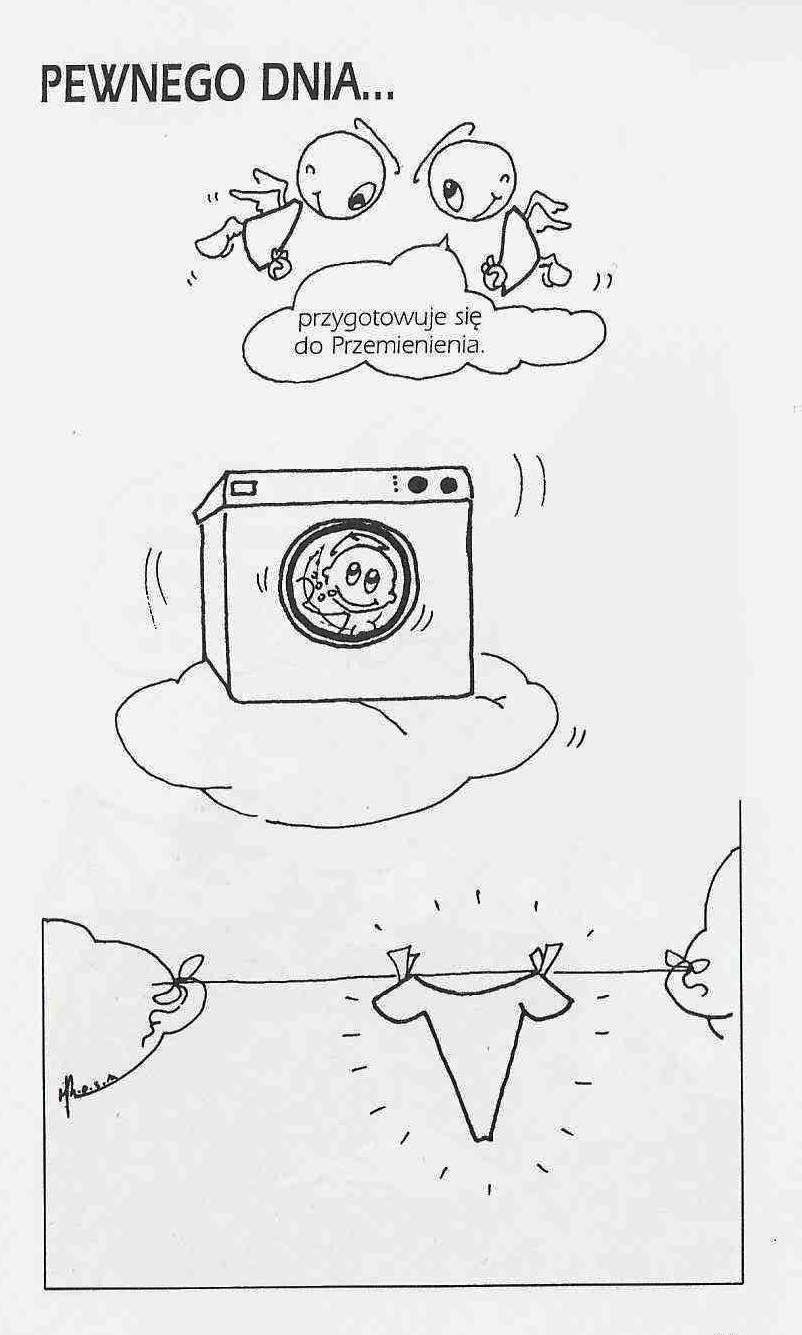 PEWNEGO DNIA...
przygotowuje się
do Przemienienia.